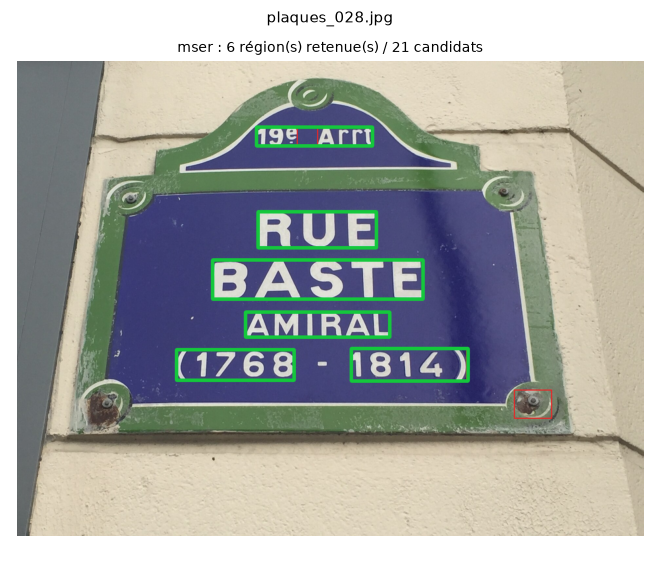 plaques_028.jpg
mser : 6 région(s) retenue(s) / 21 candidats
19e Arrt
RUE
BASTE
AMIRAL
(1768 - 1814)